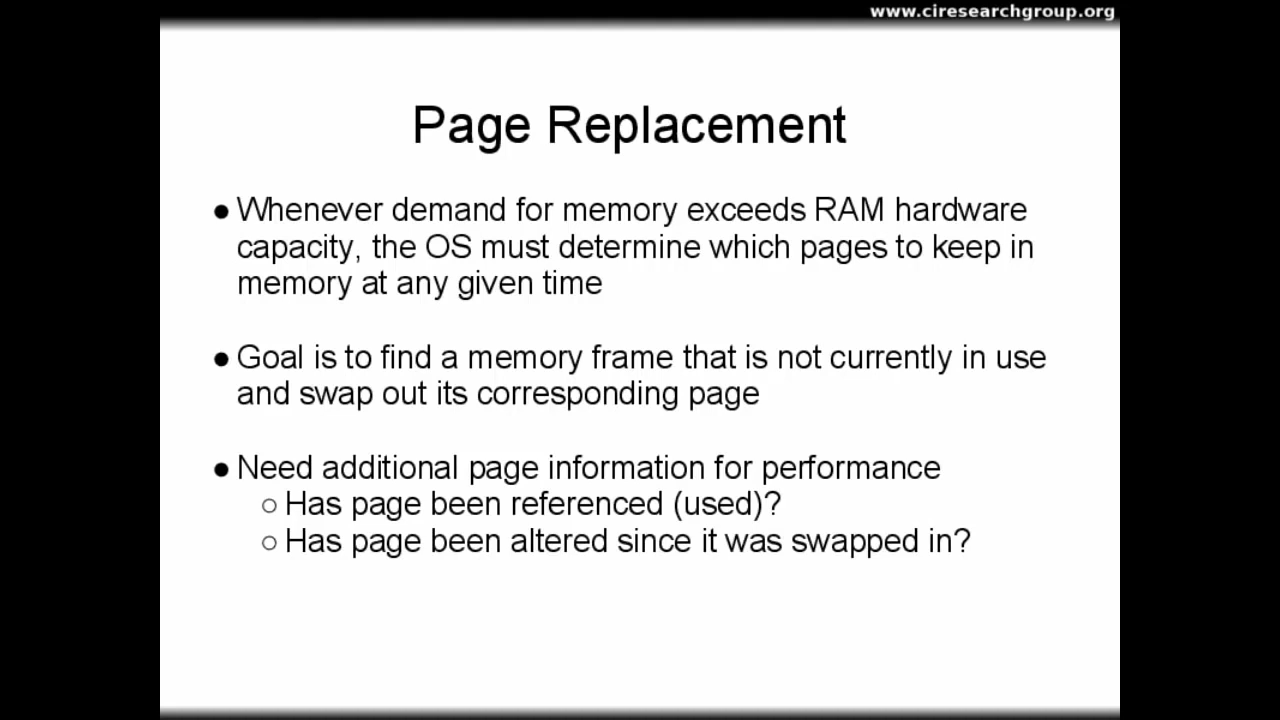 www.ciresearchgroup.org
Page Replacement
● Whenever demand for memory exceeds RAM hardware
capacity, the OS must determine which pages to keep in
memory at any given time
● Goal is to find a memory frame that is not currently in use
and swap out its corresponding page
● Need additional page information for performance
○ Has page been referenced (used)?
○ Has page been altered since it was swapped in?